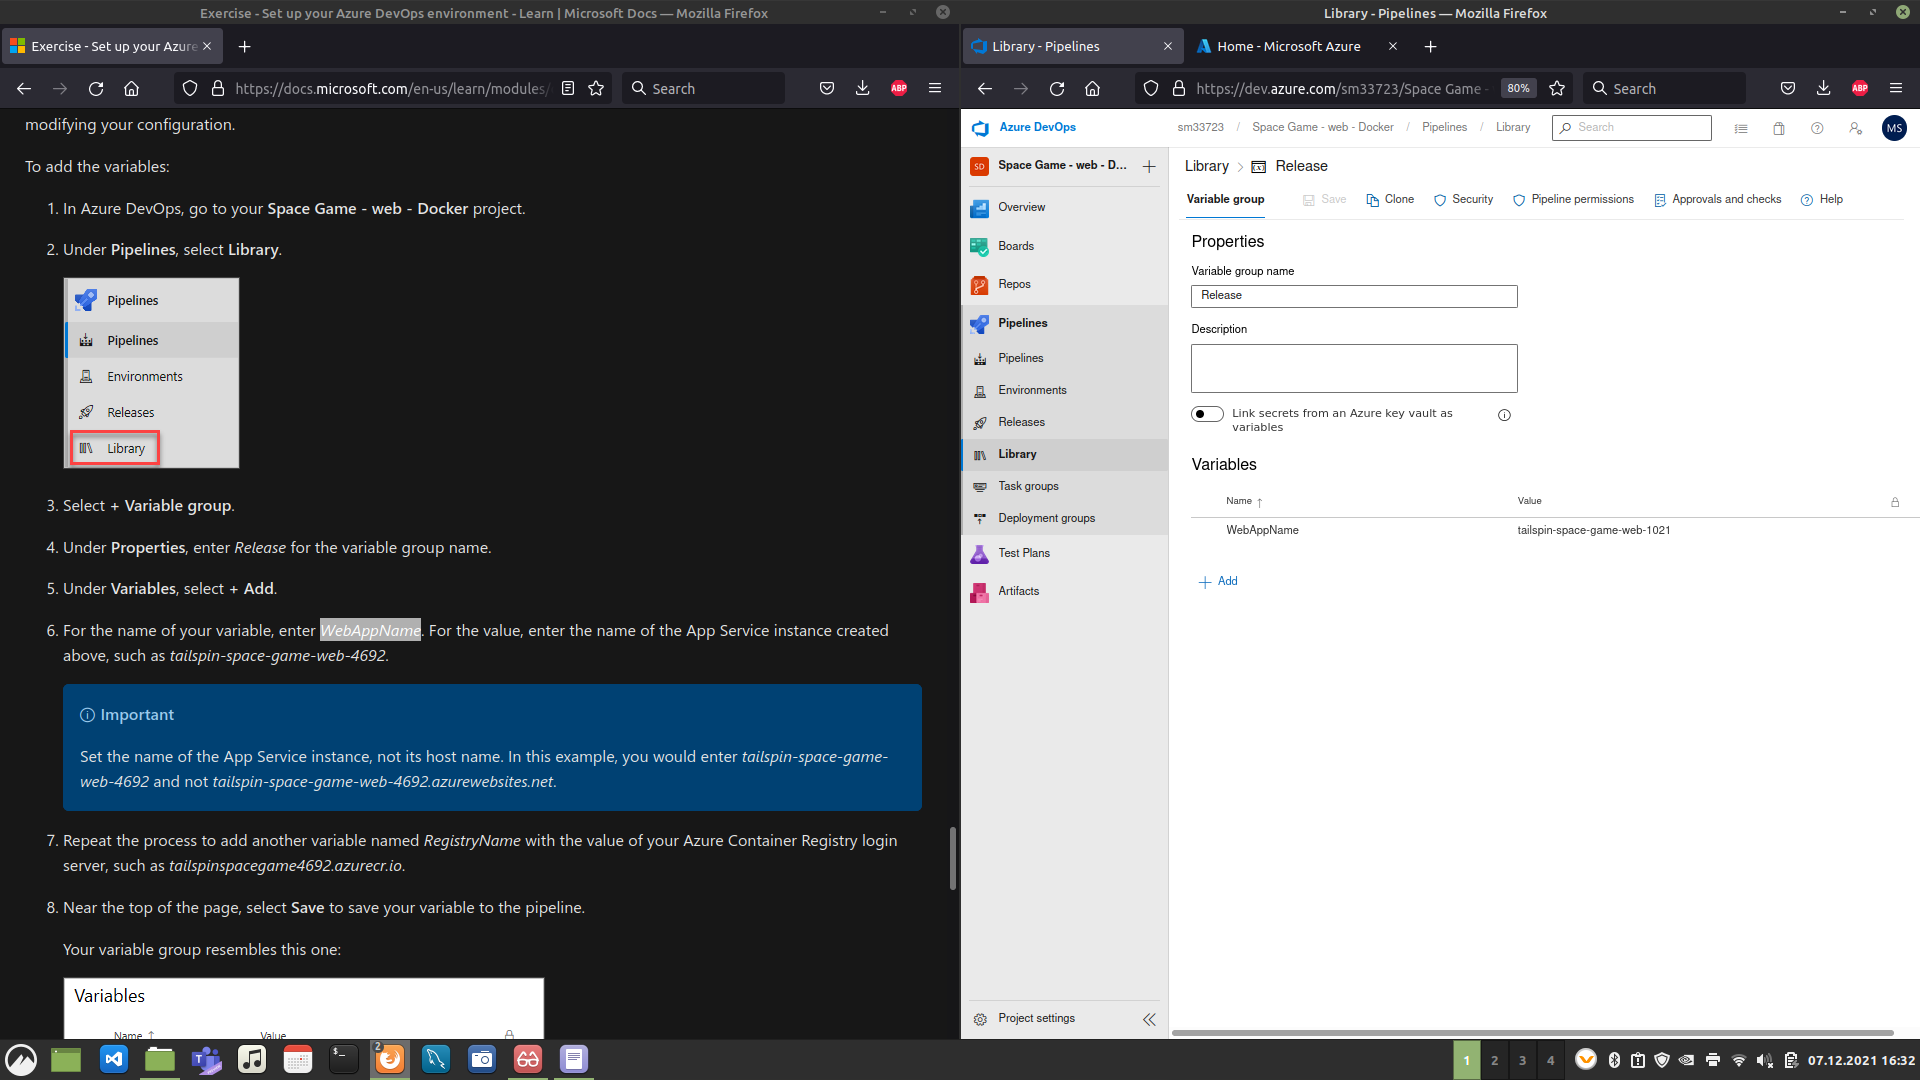 Exercise - Set up your Azure DevOps environment - Learn | Microsoft Docs — Mozilla Firefox
Exercise - Set up your Azure
https://docs.microsoft.com/en-us/learn/modules/
Search
ABP
modifying your configuration.
To add the variables:
1. In Azure DevOps, go to your Space Game - web - Docker project.
2. Under Pipelines, select Library.
Pipelines
Pipelines
Environments
Releases
Library
3. Select + Variable group.
4. Under Properties, enter Release for the variable group name.
5. Under Variables, select + Add.
6. For the name of your variable, enter WebAppName. For the value, enter the name of the App Service instance created
above, such as tailspin-space-game-web-4692.
Important
Set the name of the App Service instance, not its host name. In this example, you would enter tailspin-space-game-
web-4692 and not tailspin-space-game-web-4692.azurewebsites.net.
7. Repeat the process to add another variable named RegistryName with the value of your Azure Container Registry login
server, such as tailspinspacegame4692.azurecr.io.
8. Near the top of the page, select Save to save your variable to the pipeline.
Your variable group resembles this one:
Variables
Name ↑ Value
Library - Pipelines — Mozilla Firefox
Library - Pipelines
Home - Microsoft Azure
https://dev.azure.com/sm33723/Space Game -
80%
Search
ABP
Azure DevOps
sm33723 / Space Game - web - Docker / Pipelines / Library
Search
MS
SD Space Game - web - D...
Overview
Boards
Repos
Pipelines
Pipelines
Environments
Releases
Library
Task groups
Deployment groups
Test Plans
Artifacts
Project settings
Library > Release
Variable group Save Clone Security Pipeline permissions Approvals and checks Help
Properties
Variable group name
Release
Description
Link secrets from an Azure key vault as
variables
Variables
Name ↑ Value
WebAppName tailspin-space-game-web-1021
+ Add
2
1 2 3 4
07.12.2021 16:32